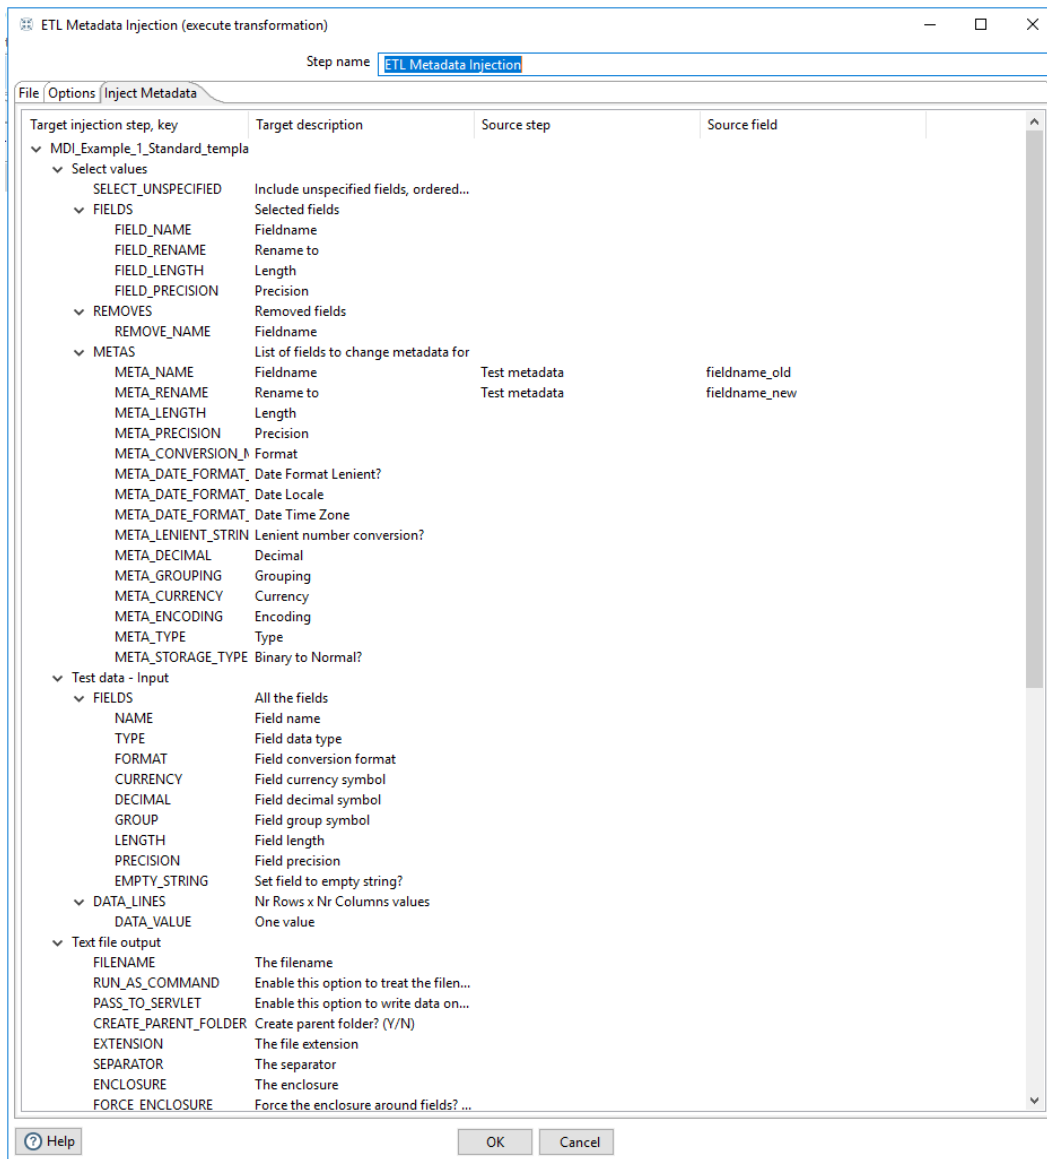 ETL Metadata Injection (execute transformation)
Step name ETL Metadata Injection
File Options Inject Metadata
Target injection step, key Target description Source step Source field
MDI_Example_1_Standard_templa
Select values
SELECT_UNSPECIFIED Include unspecified fields, ordered...
FIELDS Selected fields
FIELD_NAME Fieldname
FIELD_RENAME Rename to
FIELD_LENGTH Length
FIELD_PRECISION Precision
REMOVES Removed fields
REMOVE_NAME Fieldname
METAS List of fields to change metadata for
META_NAME Fieldname Test metadata fieldname_old
META_RENAME Rename to Test metadata fieldname_new
META_LENGTH Length
META_PRECISION Precision
META_CONVERSION_M Format
META_DATE_FORMAT_ Date Format Lenient?
META_DATE_FORMAT_ Date Locale
META_DATE_FORMAT_ Date Time Zone
META_LENIENT_STRIN Lenient number conversion?
META_DECIMAL Decimal
META_GROUPING Grouping
META_CURRENCY Currency
META_ENCODING Encoding
META_TYPE Type
META_STORAGE_TYPE Binary to Normal?
Test data - Input
FIELDS All the fields
NAME Field name
TYPE Field data type
FORMAT Field conversion format
CURRENCY Field currency symbol
DECIMAL Field decimal symbol
GROUP Field group symbol
LENGTH Field length
PRECISION Field precision
EMPTY_STRING Set field to empty string?
DATA_LINES Nr Rows x Nr Columns values
DATA_VALUE One value
Text file output
FILENAME The filename
RUN_AS_COMMAND Enable this option to treat the filen...
PASS_TO_SERVLET Enable this option to write data on...
CREATE_PARENT_FOLDER Create parent folder? (Y/N)
EXTENSION The file extension
SEPARATOR The separator
ENCLOSURE The enclosure
FORCE_ENCLOSURE Force the enclosure around fields? ...
Help OK Cancel